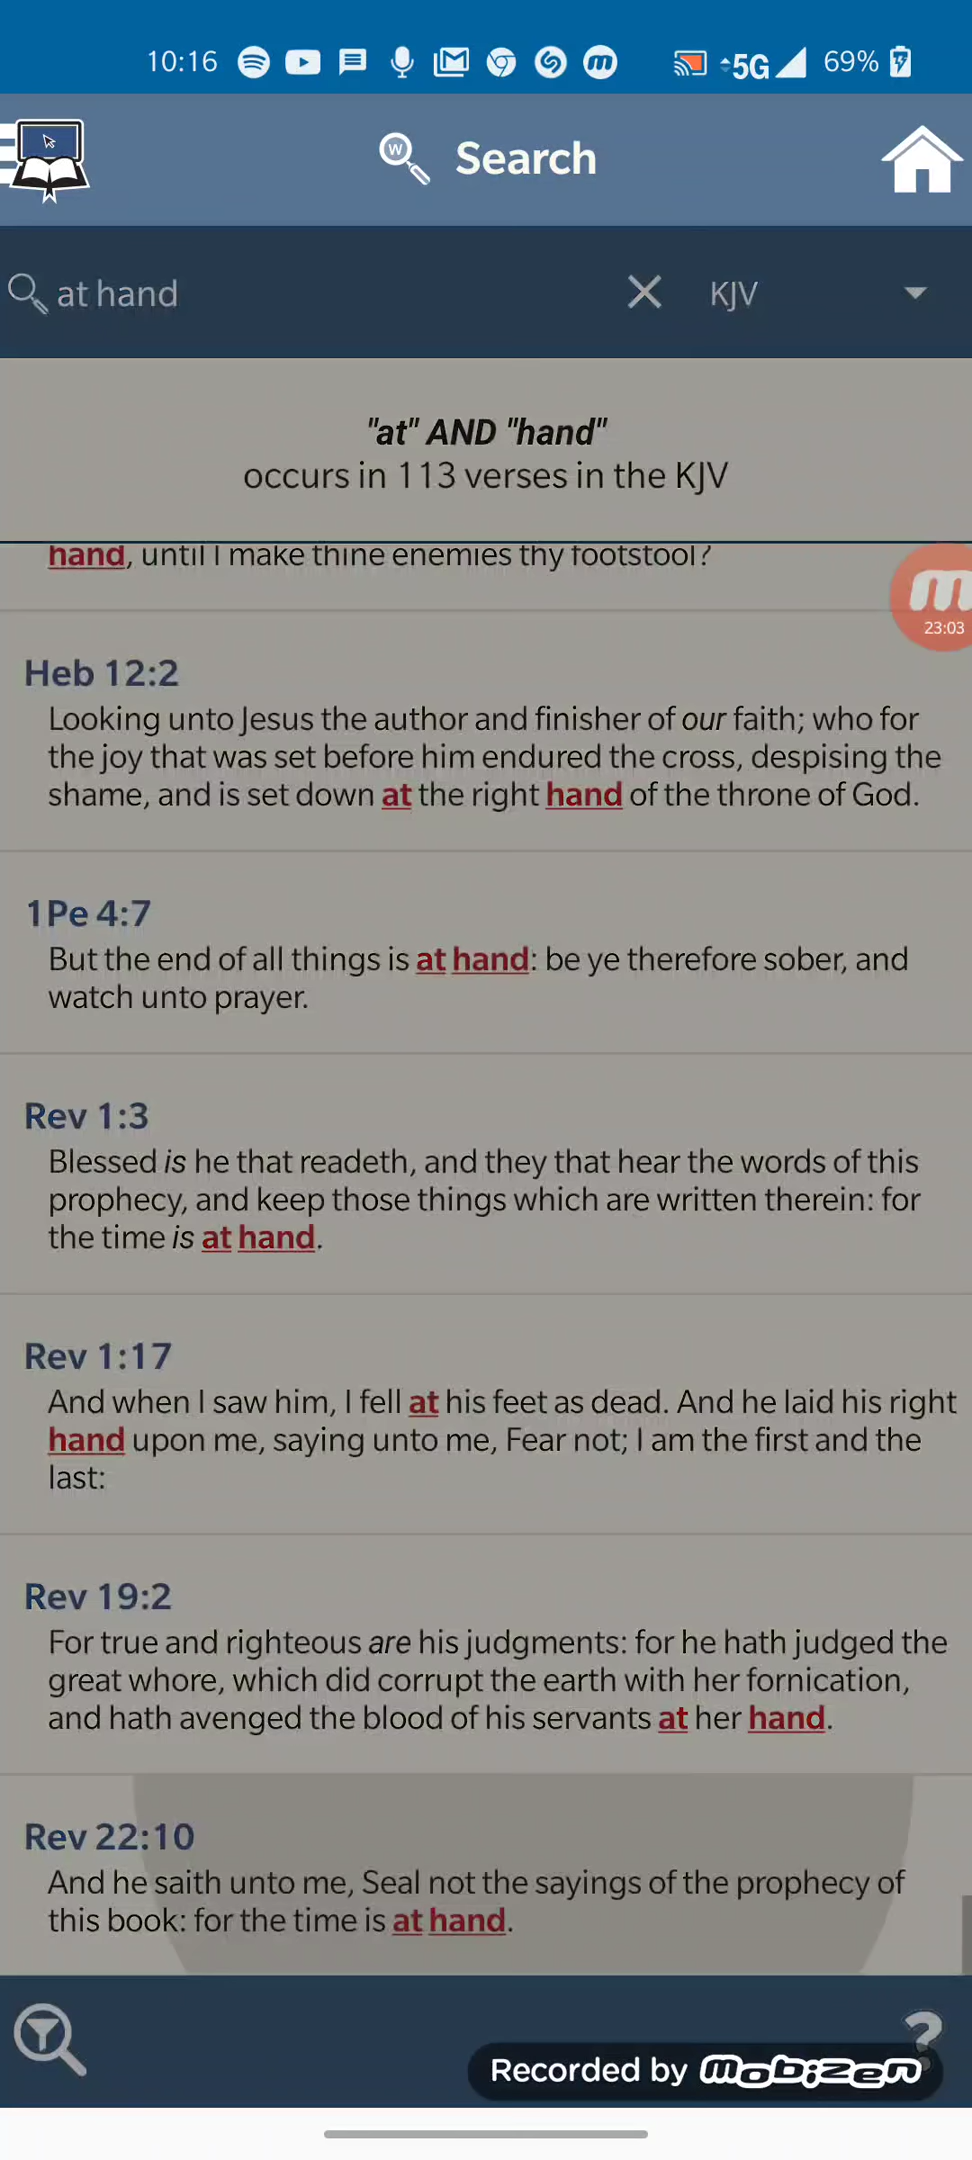 10:16
5G
69%
W
Search
at hand
KJV
"at" AND "hand"
occurs in 113 verses in the KJV
hand, until I make thine enemies thy footstool?
m
23:03
Heb 12:2
Looking unto Jesus the author and finisher of our faith; who for
the joy that was set before him endured the cross, despising the
shame, and is set down at the right hand of the throne of God.
1Pe 4:7
But the end of all things is at hand: be ye therefore sober, and
watch unto prayer.
Rev 1:3
Blessed is he that readeth, and they that hear the words of this
prophecy, and keep those things which are written therein: for
the time is at hand.
Rev 1:17
And when I saw him, I fell at his feet as dead. And he laid his right
hand upon me, saying unto me, Fear not; I am the first and the
last:
Rev 19:2
For true and righteous are his judgments: for he hath judged the
great whore, which did corrupt the earth with her fornication,
and hath avenged the blood of his servants at her hand.
Rev 22:10
And he saith unto me, Seal not the sayings of the prophecy of
this book: for the time is at hand.
?
Recorded by mobizen